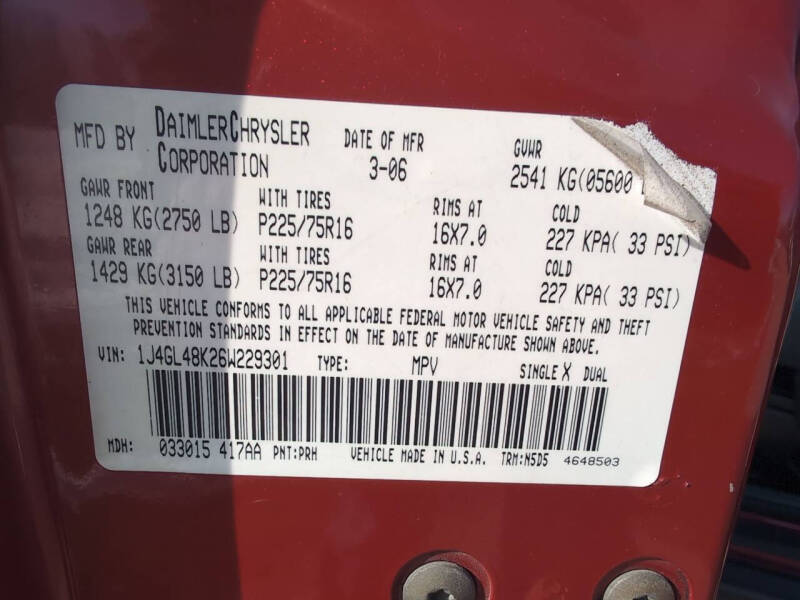 MFD BY DAIMLERCHRYSLER CORPORATION DATE OF MFR 3-06 GVWR 2541 KG(05600
GAWR FRONT WITH TIRES RIMS AT COLD
1248 KG(2750 LB) P225/75R16 16X7.0 227 KPA( 33 PSI)
GAWR REAR WITH TIRES RIMS AT COLD
1429 KG(3150 LB) P225/75R16 16X7.0 227 KPA( 33 PSI)
THIS VEHICLE CONFORMS TO ALL APPLICABLE FEDERAL MOTOR VEHICLE SAFETY AND THEFT
PREVENTION STANDARDS IN EFFECT ON THE DATE OF MANUFACTURE SHOWN ABOVE.
VIN: 1J4GL48K26W229301 TYPE: MPV SINGLE X DUAL
MDH: 033015 417AA PNT:PRH VEHICLE MADE IN U.S.A. TRM:N5D5 4648503